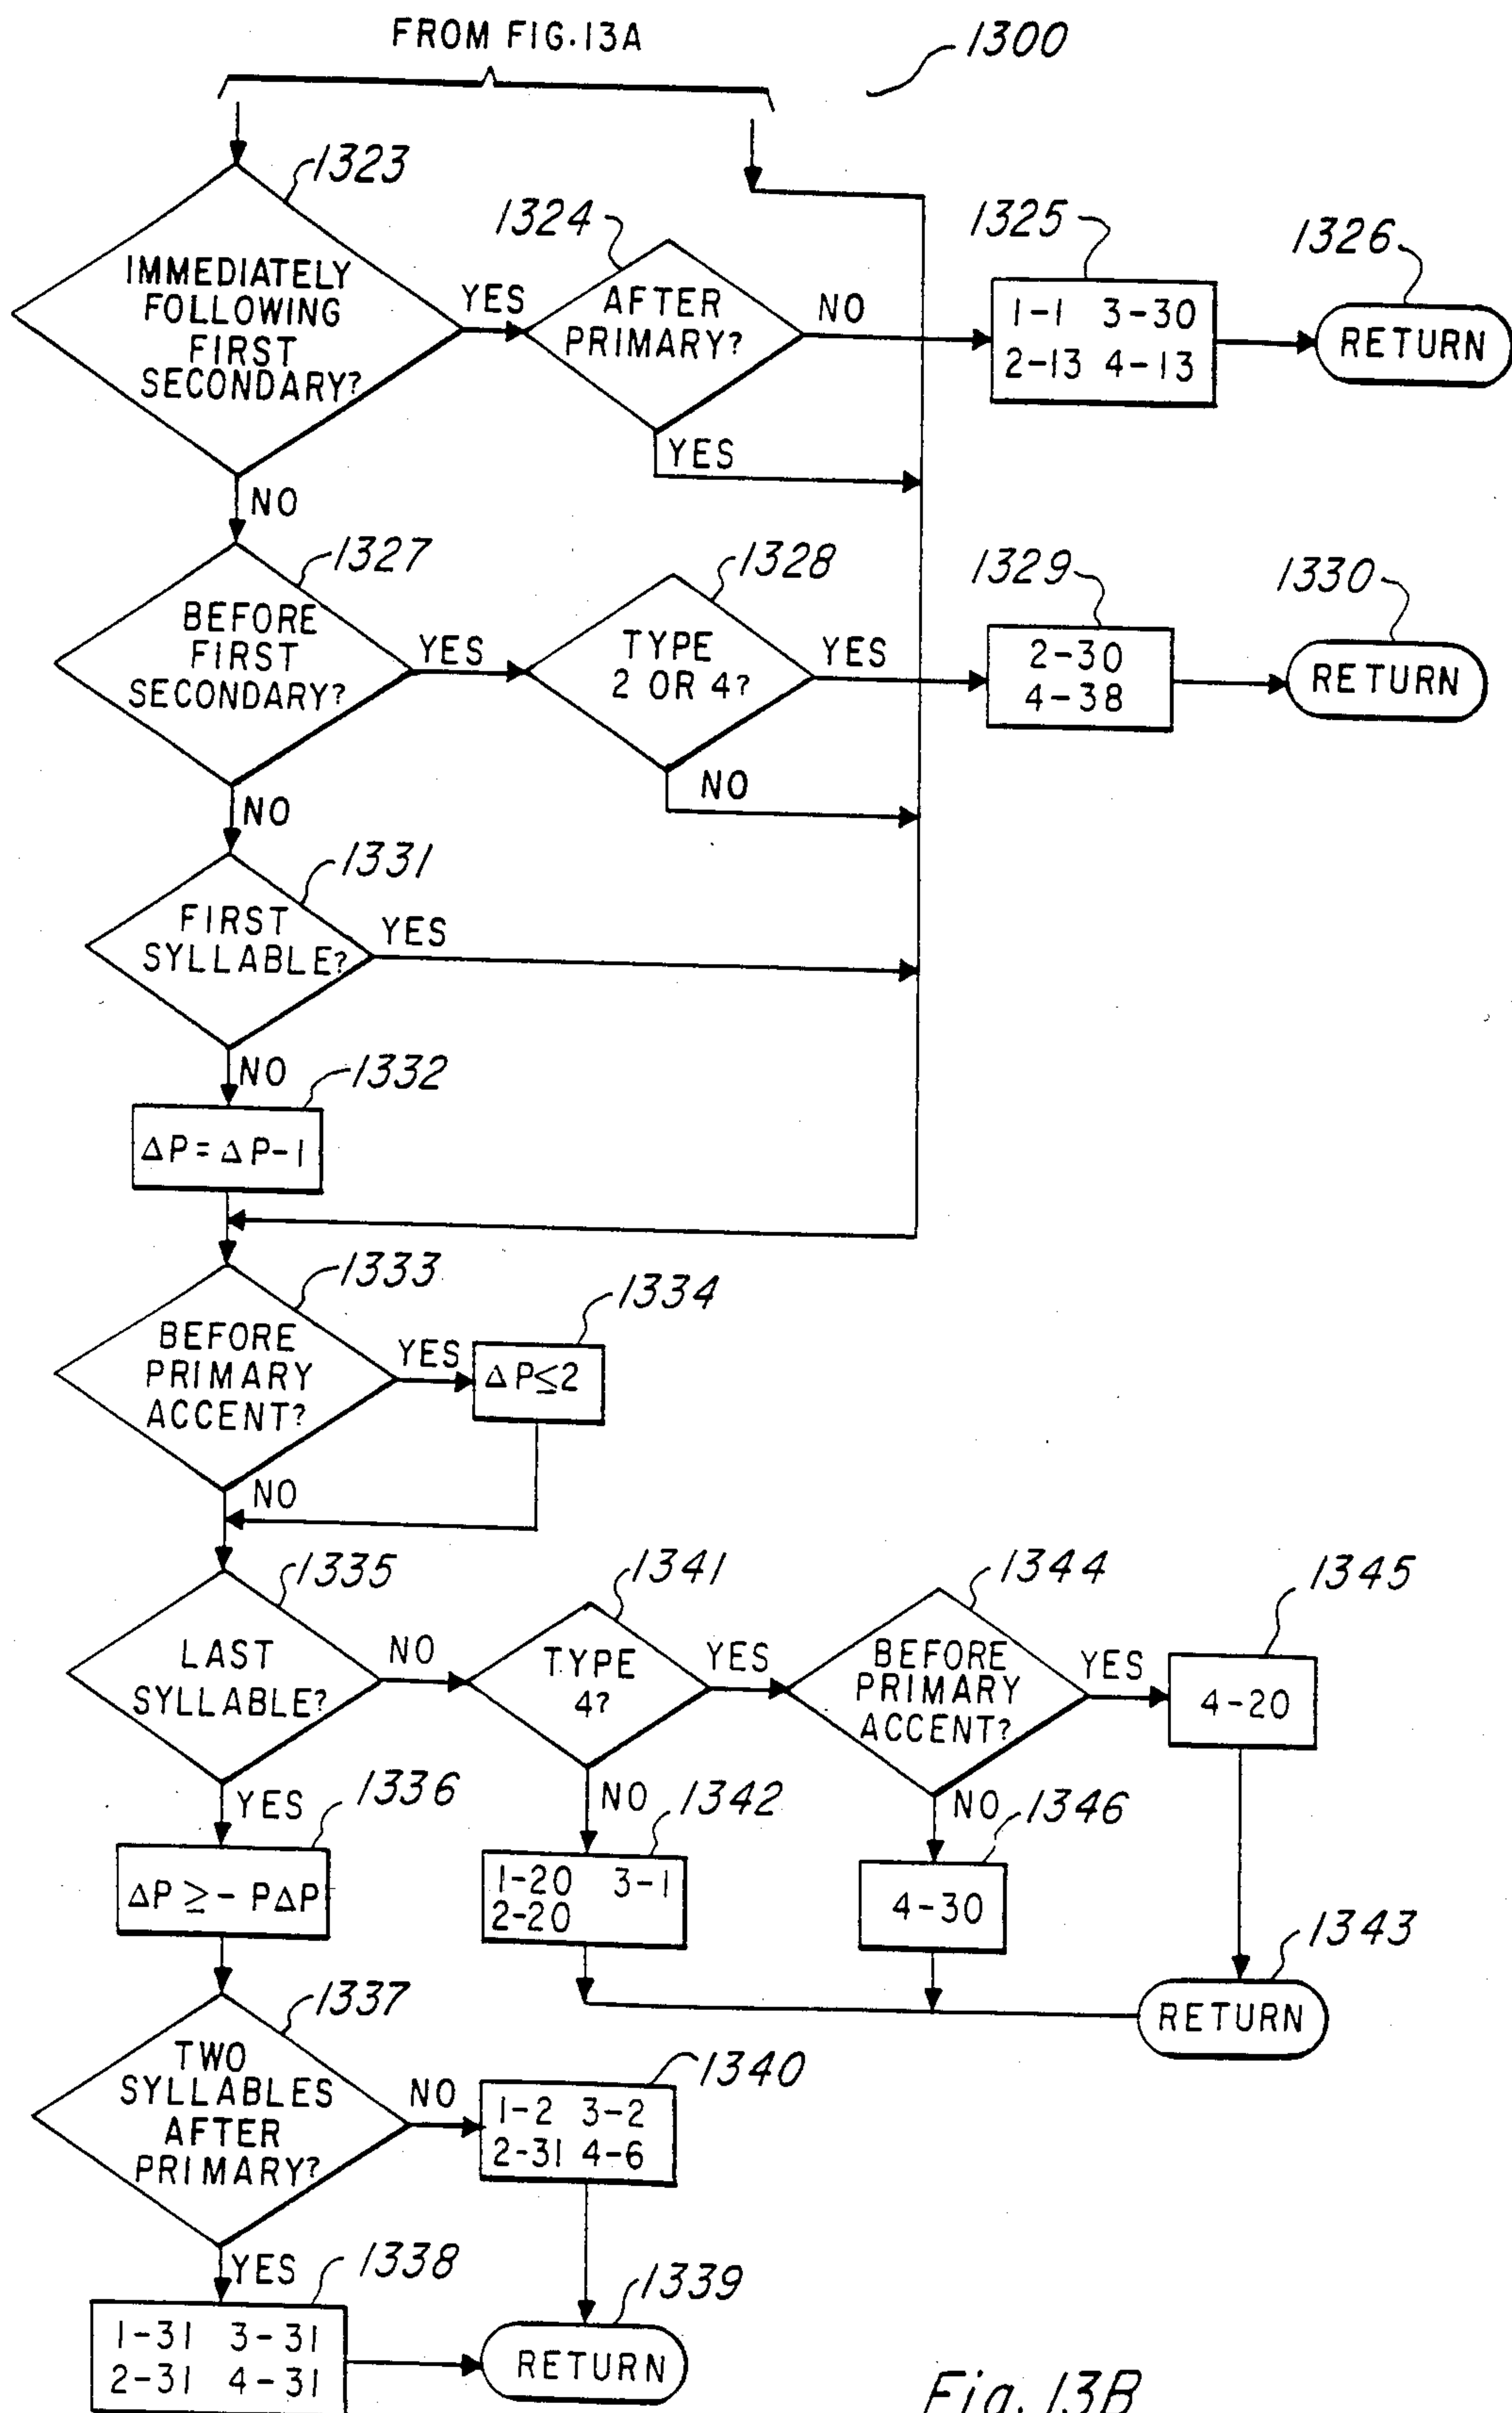 FROM FIG.13A
1300
1323
IMMEDIATELY
FOLLOWING
FIRST
SECONDARY?
YES
NO
1324
AFTER
PRIMARY?
NO
YES
1325
1-1 3-30
2-13 4-13
1326
RETURN
1327
BEFORE
FIRST
SECONDARY?
YES
NO
1328
TYPE
2 OR 4?
YES
NO
1329
2-30
4-38
1330
RETURN
1331
FIRST
SYLLABLE?
YES
NO
1332
ΔP=ΔP-1
1333
BEFORE
PRIMARY
ACCENT?
YES
NO
1334
ΔP≤2
1335
LAST
SYLLABLE?
NO
YES
1341
TYPE
4?
YES
NO
1344
BEFORE
PRIMARY
ACCENT?
YES
NO
1345
4-20
1336
ΔP≥-PΔP
1342
1-20 3-1
2-20
1346
4-30
1343
RETURN
1337
TWO
SYLLABLES
AFTER
PRIMARY?
NO
YES
1340
1-2 3-2
2-31 4-6
1338
1-31 3-31
2-31 4-31
1339
RETURN
Fig. 13B